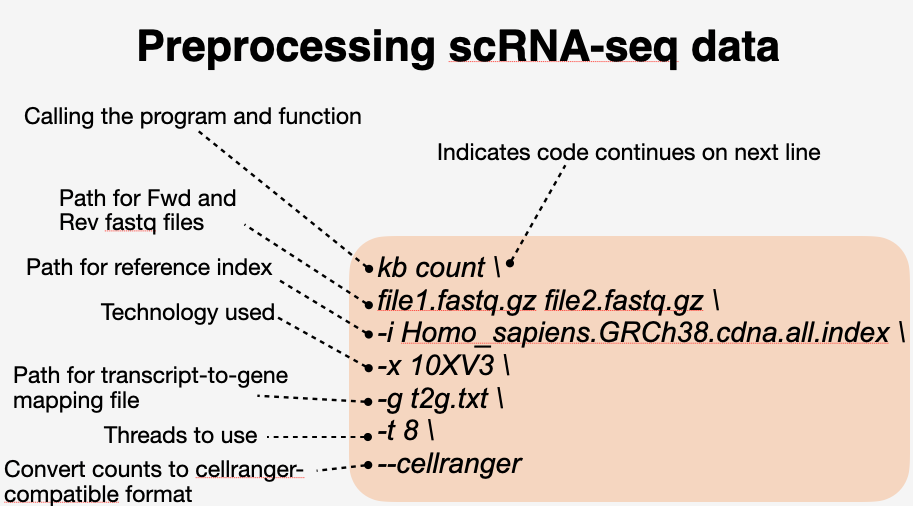 Preprocessing scRNA-seq data
Calling the program and function
Indicates code continues on next line
Path for Fwd and
Rev fastq files
Path for reference index
Technology used
Path for transcript-to-gene
mapping file
Threads to use
Convert counts to cellranger-
compatible format
kb count \
file1.fastq.gz file2.fastq.gz \
-i Homo_sapiens.GRCh38.cdna.all.index \
-x 10XV3 \
-g t2g.txt \
-t 8 \
--cellranger